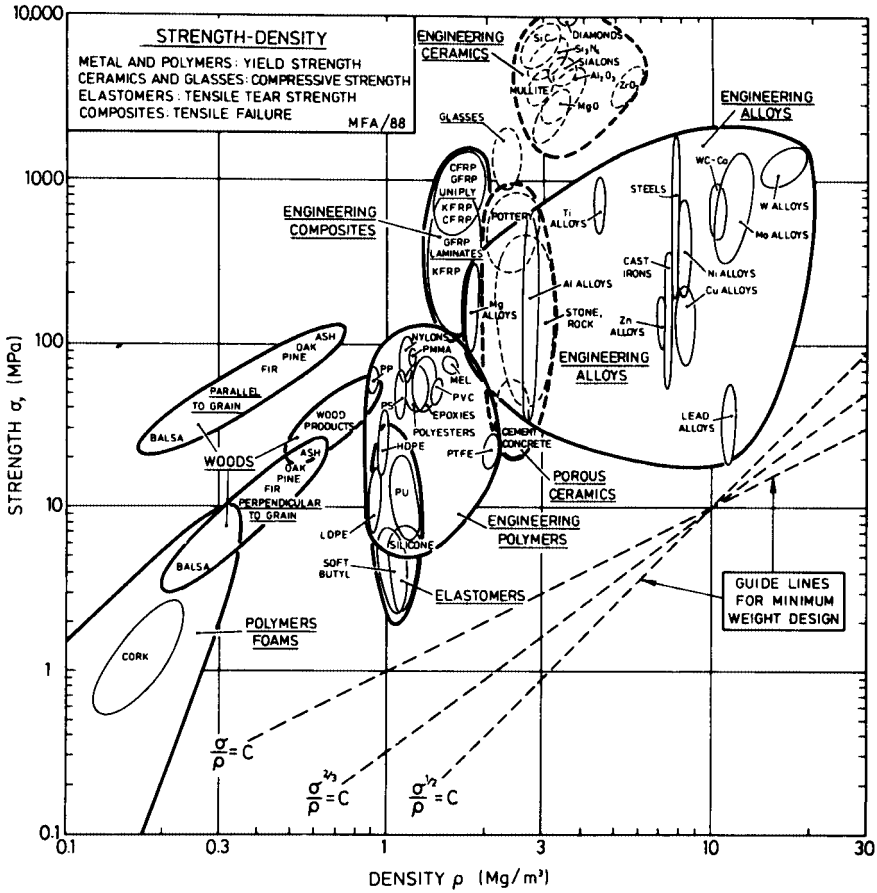 10,000
1000
100
10
1
0.1
STRENGTH σ, (MPa)
STRENGTH-DENSITY
METAL AND POLYMERS: YIELD STRENGTH
CERAMICS AND GLASSES: COMPRESSIVE STRENGTH
ELASTOMERS: TENSILE TEAR STRENGTH
COMPOSITES: TENSILE FAILURE
MFA/88
ENGINEERING
CERAMICS
SiC
DIAMONDS
Si3N4
SIALONS
Al2O3
ZrO2
MULLITE
MgO
GLASSES
ENGINEERING
ALLOYS
CFRP
GFRP
UNIPLY
KFRP
CFRP
GFRP
LAMINATES
KFRP
ENGINEERING
COMPOSITES
POTTERY
Ti
ALLOYS
STEELS
WC-Co
W ALLOYS
Mo ALLOYS
CAST
IRONS
Ni ALLOYS
Cu ALLOYS
Mg
ALLOYS
Al ALLOYS
STONE,
ROCK
Zn
ALLOYS
ENGINEERING
ALLOYS
LEAD
ALLOYS
ASH
OAK
PINE
FIR
PARALLEL
TO GRAIN
BALSA
WOODS
WOOD
PRODUCTS
ASH
OAK
PINE
FIR
PERPENDICULAR
TO GRAIN
BALSA
NYLONS
PMMA
PP
MEL
PVC
PS
EPOXIES
POLYESTERS
HDPE
PTFE
CEMENT
CONCRETE
POROUS
CERAMICS
PU
LDPE
SILICONE
ENGINEERING
POLYMERS
SOFT
BUTYL
ELASTOMERS
POLYMERS
FOAMS
CORK
GUIDE LINES
FOR MINIMUM
WEIGHT DESIGN
σ/ρ = C
σ^2/3/ρ = C
σ^1/2/ρ = C
0.1 0.3 1 3 10 30
DENSITY ρ (Mg/m³)